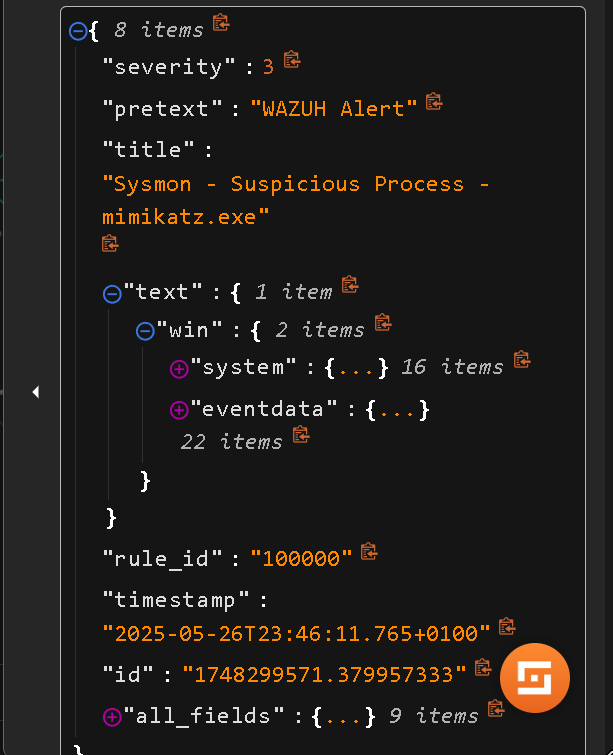 { 8 items
"severity" : 3
"pretext" : "WAZUH Alert"
"title" :
"Sysmon - Suspicious Process -
mimikatz.exe"
"text" : { 1 item
"win" : { 2 items
"system" : {...} 16 items
"eventdata" : {...}
22 items
}
}
"rule_id" : "100000"
"timestamp" :
"2025-05-26T23:46:11.765+0100"
"id" : "1748299571.379957333"
"all_fields" : {...} 9 items
}